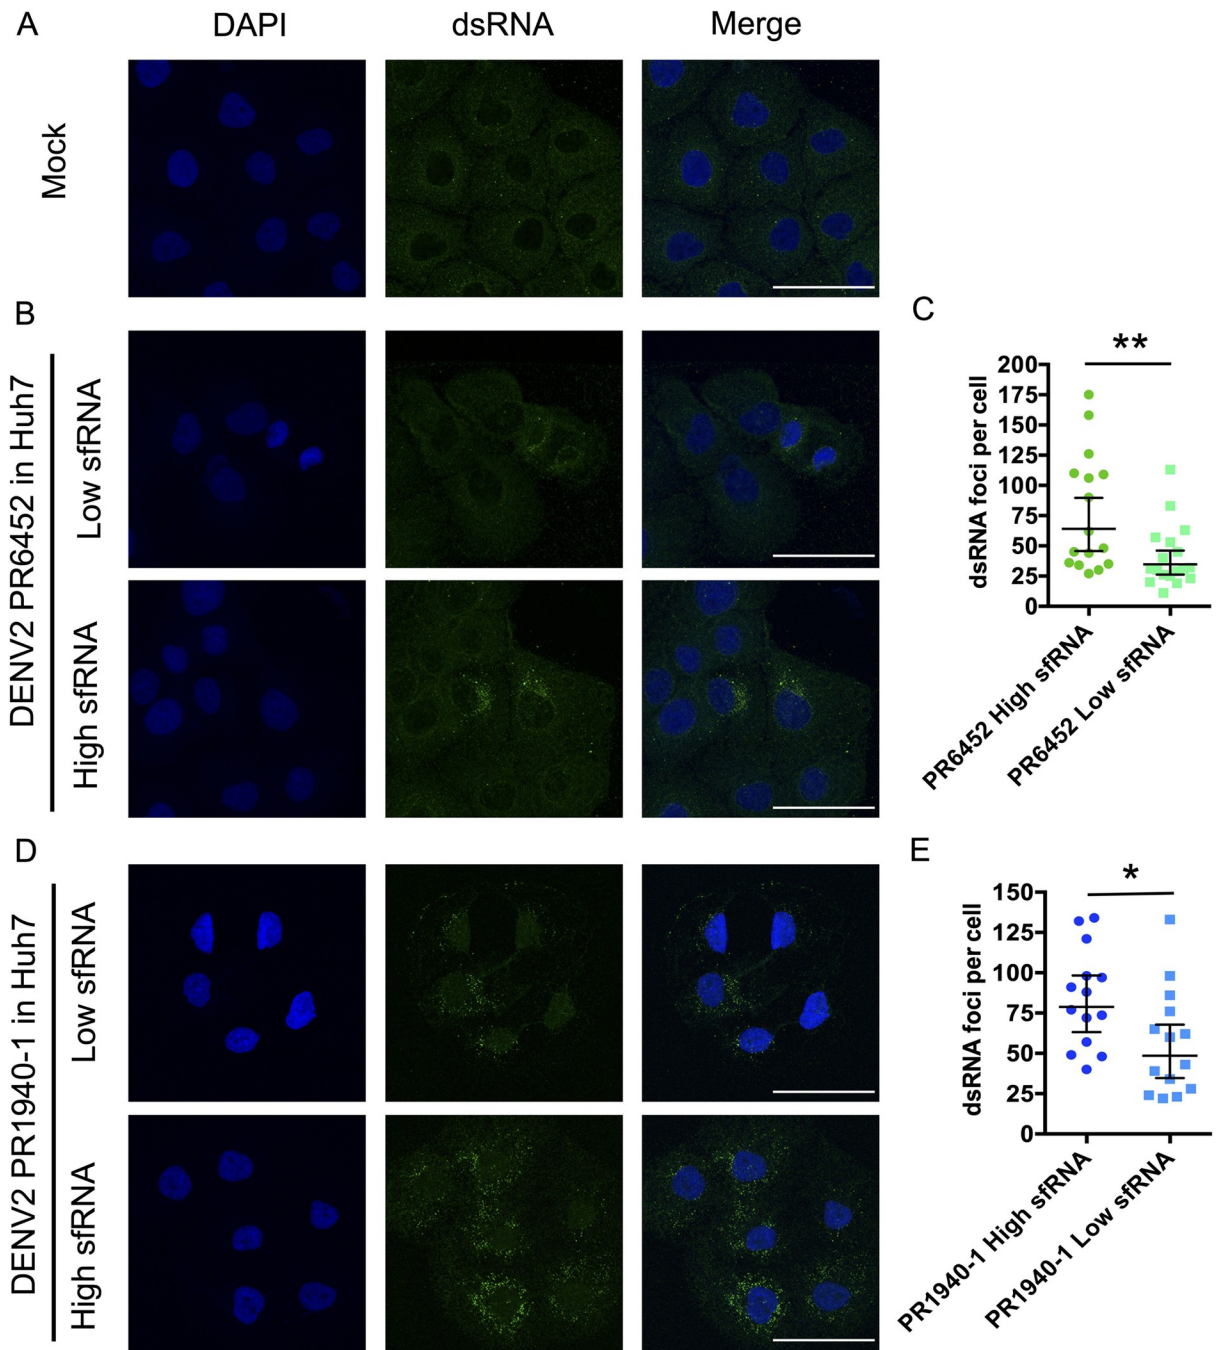 A
DAPI
dsRNA
Merge
Mock
B
DENV2 PR6452 in Huh7
Low sfRNA
High sfRNA
C
**
dsRNA foci per cell
200
175
150
125
100
75
50
25
0
PR6452 High sfRNA
PR6452 Low sfRNA
D
DENV2 PR1940-1 in Huh7
Low sfRNA
High sfRNA
E
*
dsRNA foci per cell
150
125
100
75
50
25
0
PR1940-1 High sfRNA
PR1940-1 Low sfRNA